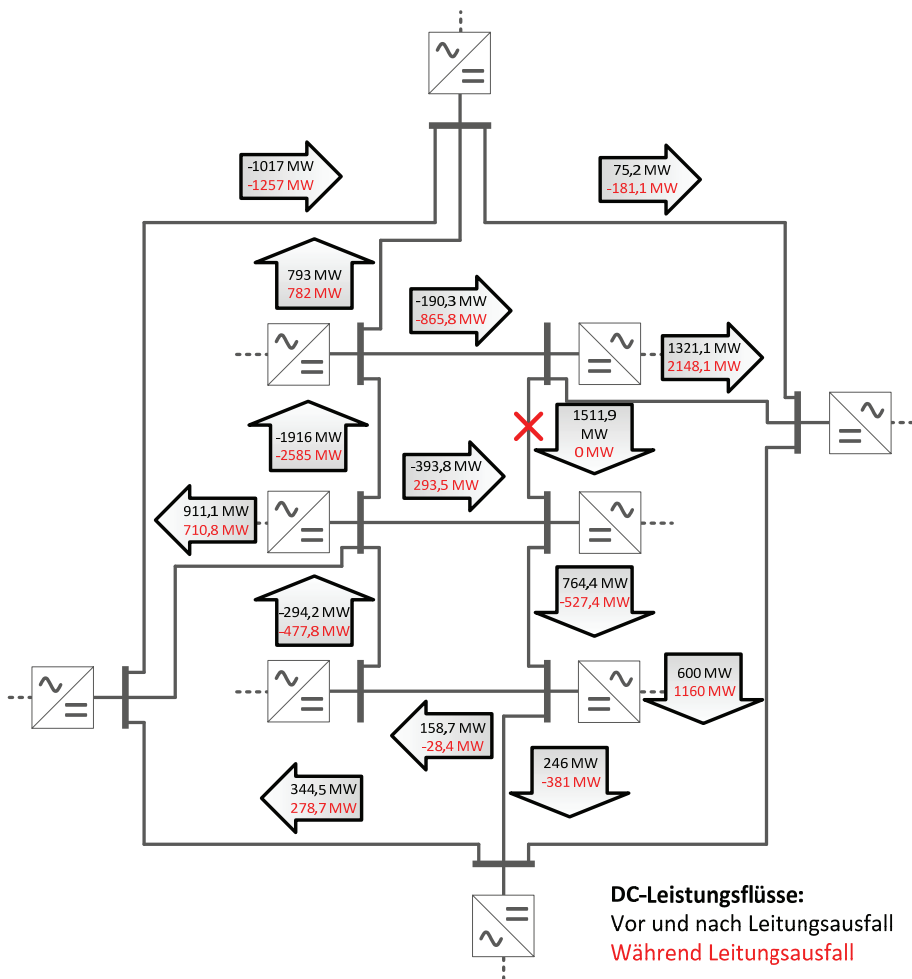 -1017 MW
-1257 MW
75,2 MW
-181,1 MW
793 MW
782 MW
-190,3 MW
-865,8 MW
1321,1 MW
2148,1 MW
-1916 MW
-2585 MW
1511,9
MW
0 MW
-393,8 MW
293,5 MW
911,1 MW
710,8 MW
764,4 MW
-527,4 MW
-294,2 MW
-477,8 MW
600 MW
1160 MW
158,7 MW
-28,4 MW
246 MW
-381 MW
344,5 MW
278,7 MW
DC-Leistungsflüsse:
Vor und nach Leitungsausfall
Während Leitungsausfall